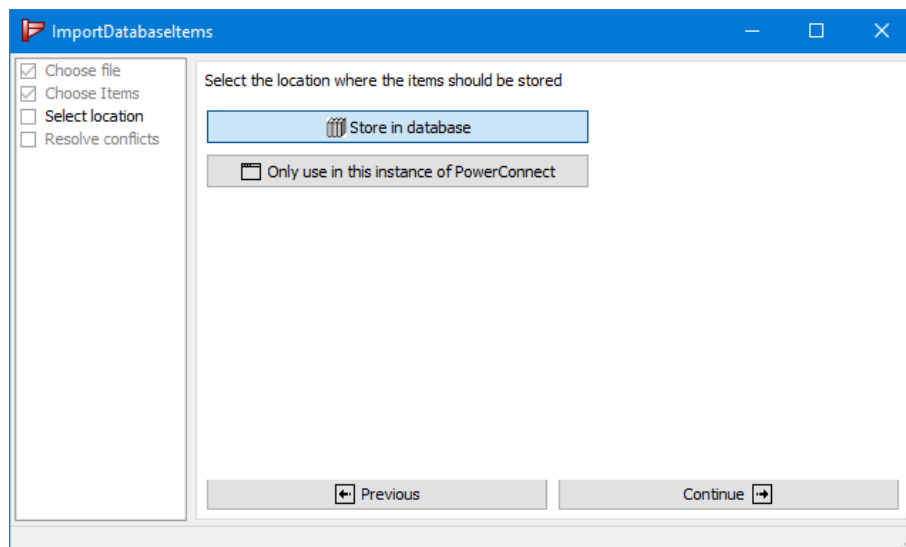 ImportDatabaseItems
Choose file
Choose Items
Select location
Resolve conflicts
Select the location where the items should be stored
Store in database
Only use in this instance of PowerConnect
Previous
Continue